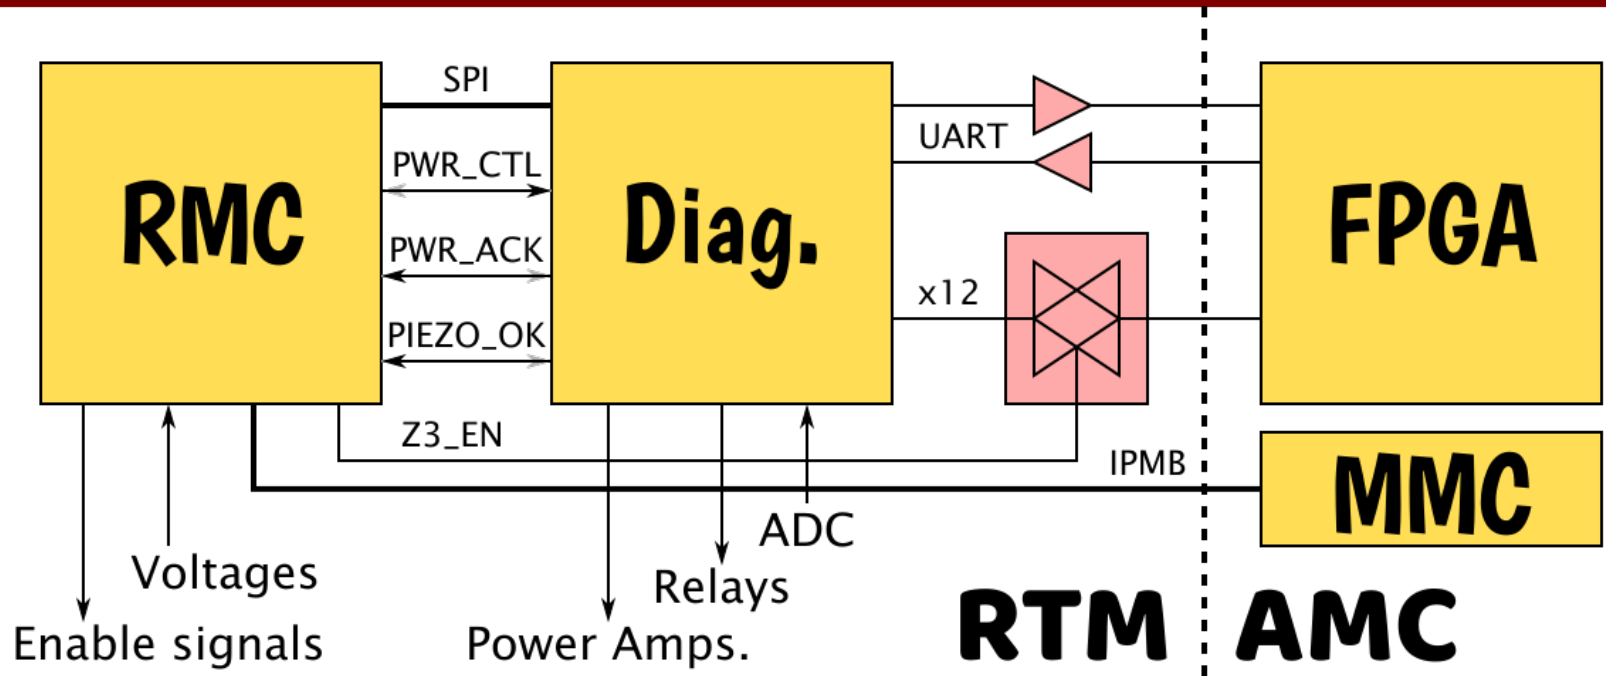 SPI
PWR_CTL
UART
RMC
Diag.
FPGA
PWR_ACK
x12
PIEZO_OK
Z3_EN
IPMB
MMC
ADC
Voltages
Relays
Enable signals
Power Amps.
RTM
AMC